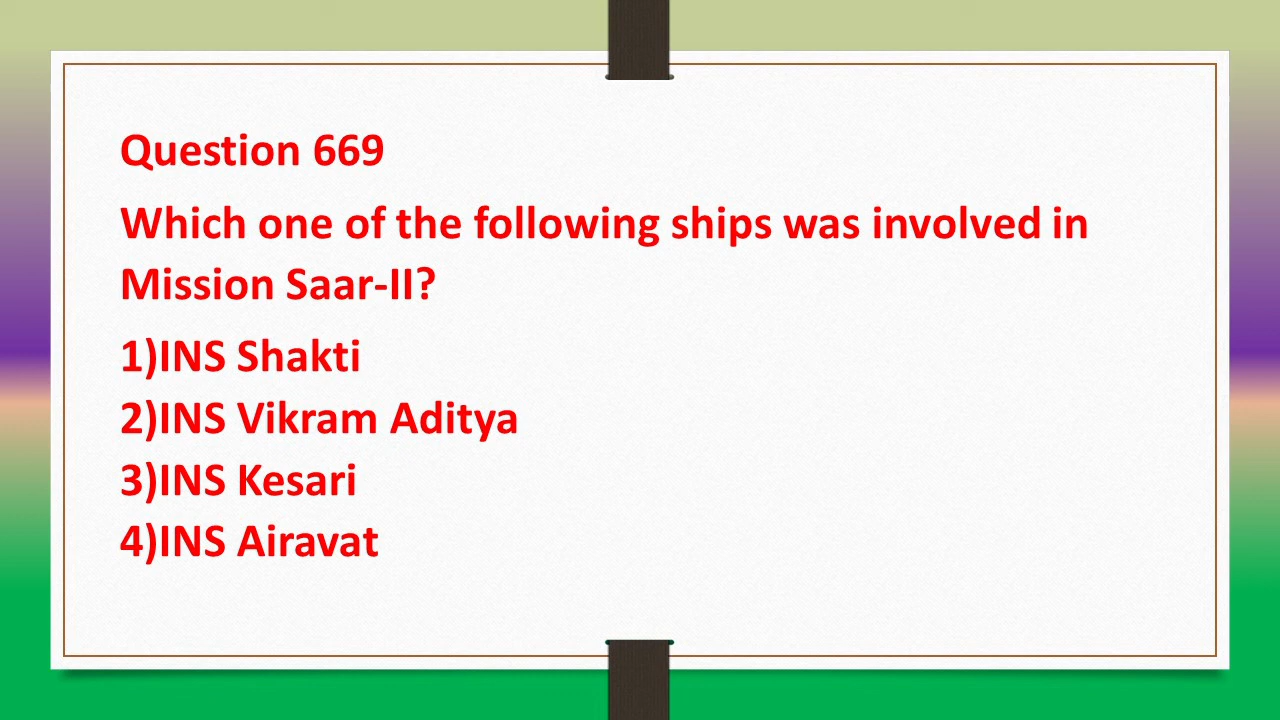 Question 669
Which one of the following ships was involved in
Mission Saar-II?
1)INS Shakti
2)INS Vikram Aditya
3)INS Kesari
4)INS Airavat